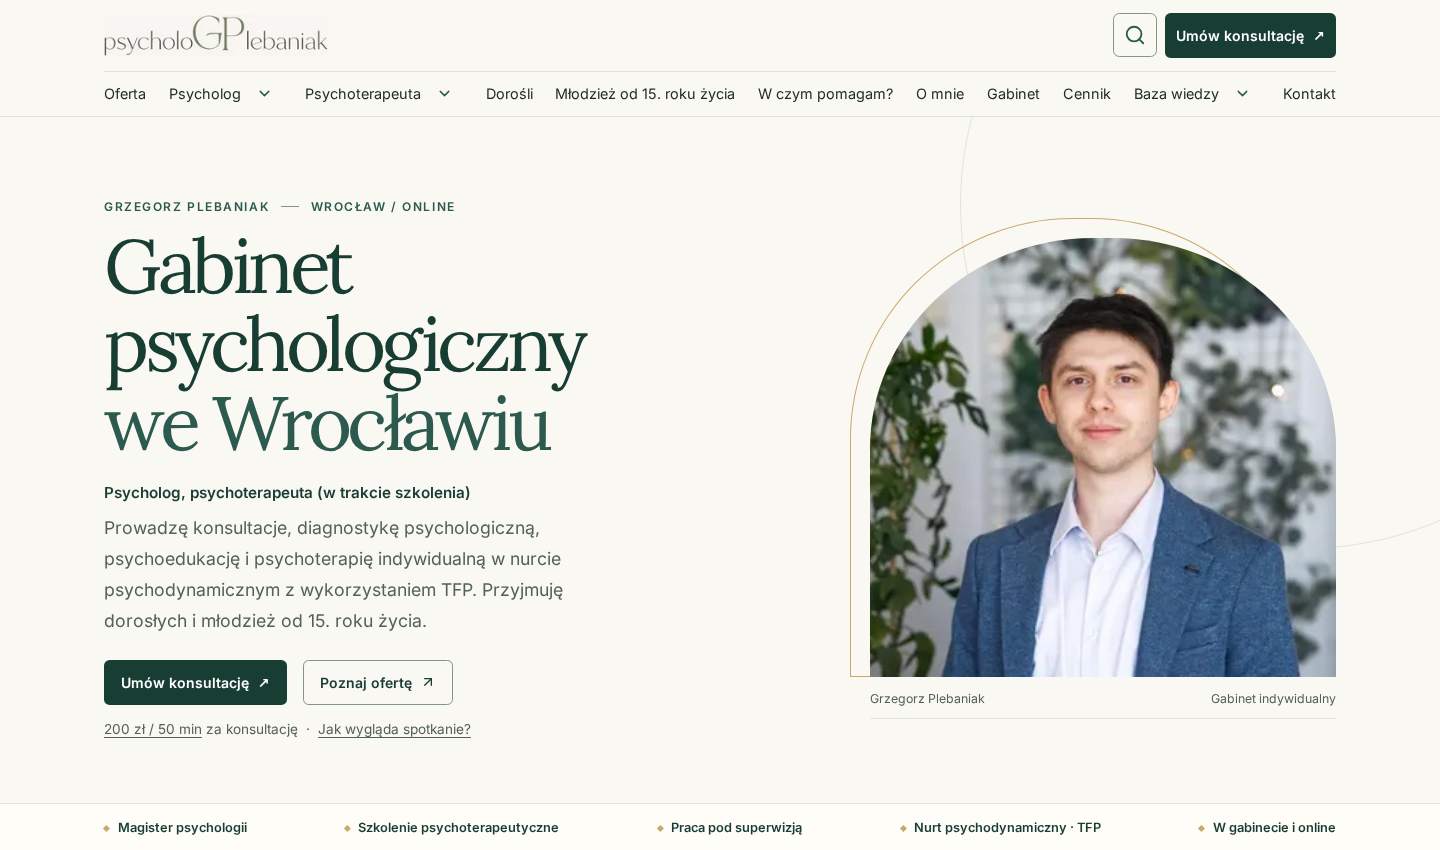 psycholoGPlebaniak
Umów konsultację ↗
Oferta Psycholog Psychoterapeuta Dorośli Młodzież od 15. roku życia W czym pomagam? O mnie Gabinet Cennik Baza wiedzy Kontakt
GRZEGORZ PLEBANIAK — WROCŁAW / ONLINE
Gabinet
psychologiczny
we Wrocławiu
Psycholog, psychoterapeuta (w trakcie szkolenia)
Prowadzę konsultacje, diagnostykę psychologiczną,
psychoedukację i psychoterapię indywidualną w nurcie
psychodynamicznym z wykorzystaniem TFP. Przyjmuję
dorosłych i młodzież od 15. roku życia.
Umów konsultację ↗ Poznaj ofertę ↗
200 zł / 50 min za konsultację · Jak wygląda spotkanie?
Grzegorz Plebaniak Gabinet indywidualny
Magister psychologii Szkolenie psychoterapeutyczne Praca pod superwizją Nurt psychodynamiczny · TFP W gabinecie i online